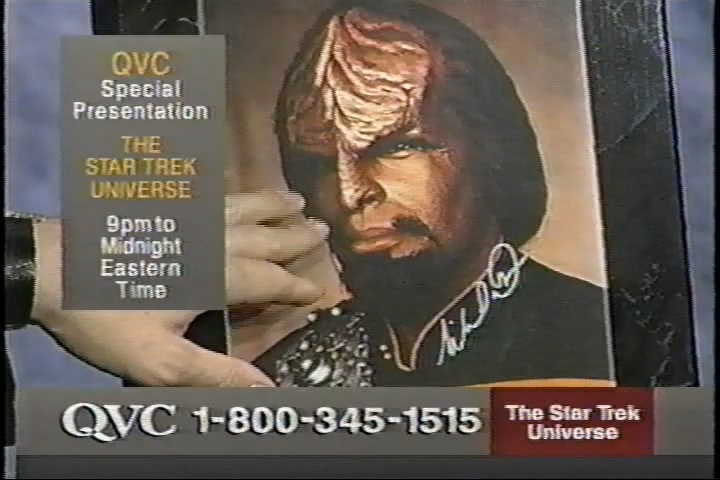 QVC
Special
Presentation
THE
STAR TREK
UNIVERSE
9pm to
Midnight
Eastern
Time
QVC 1-800-345-1515
The Star Trek
Universe